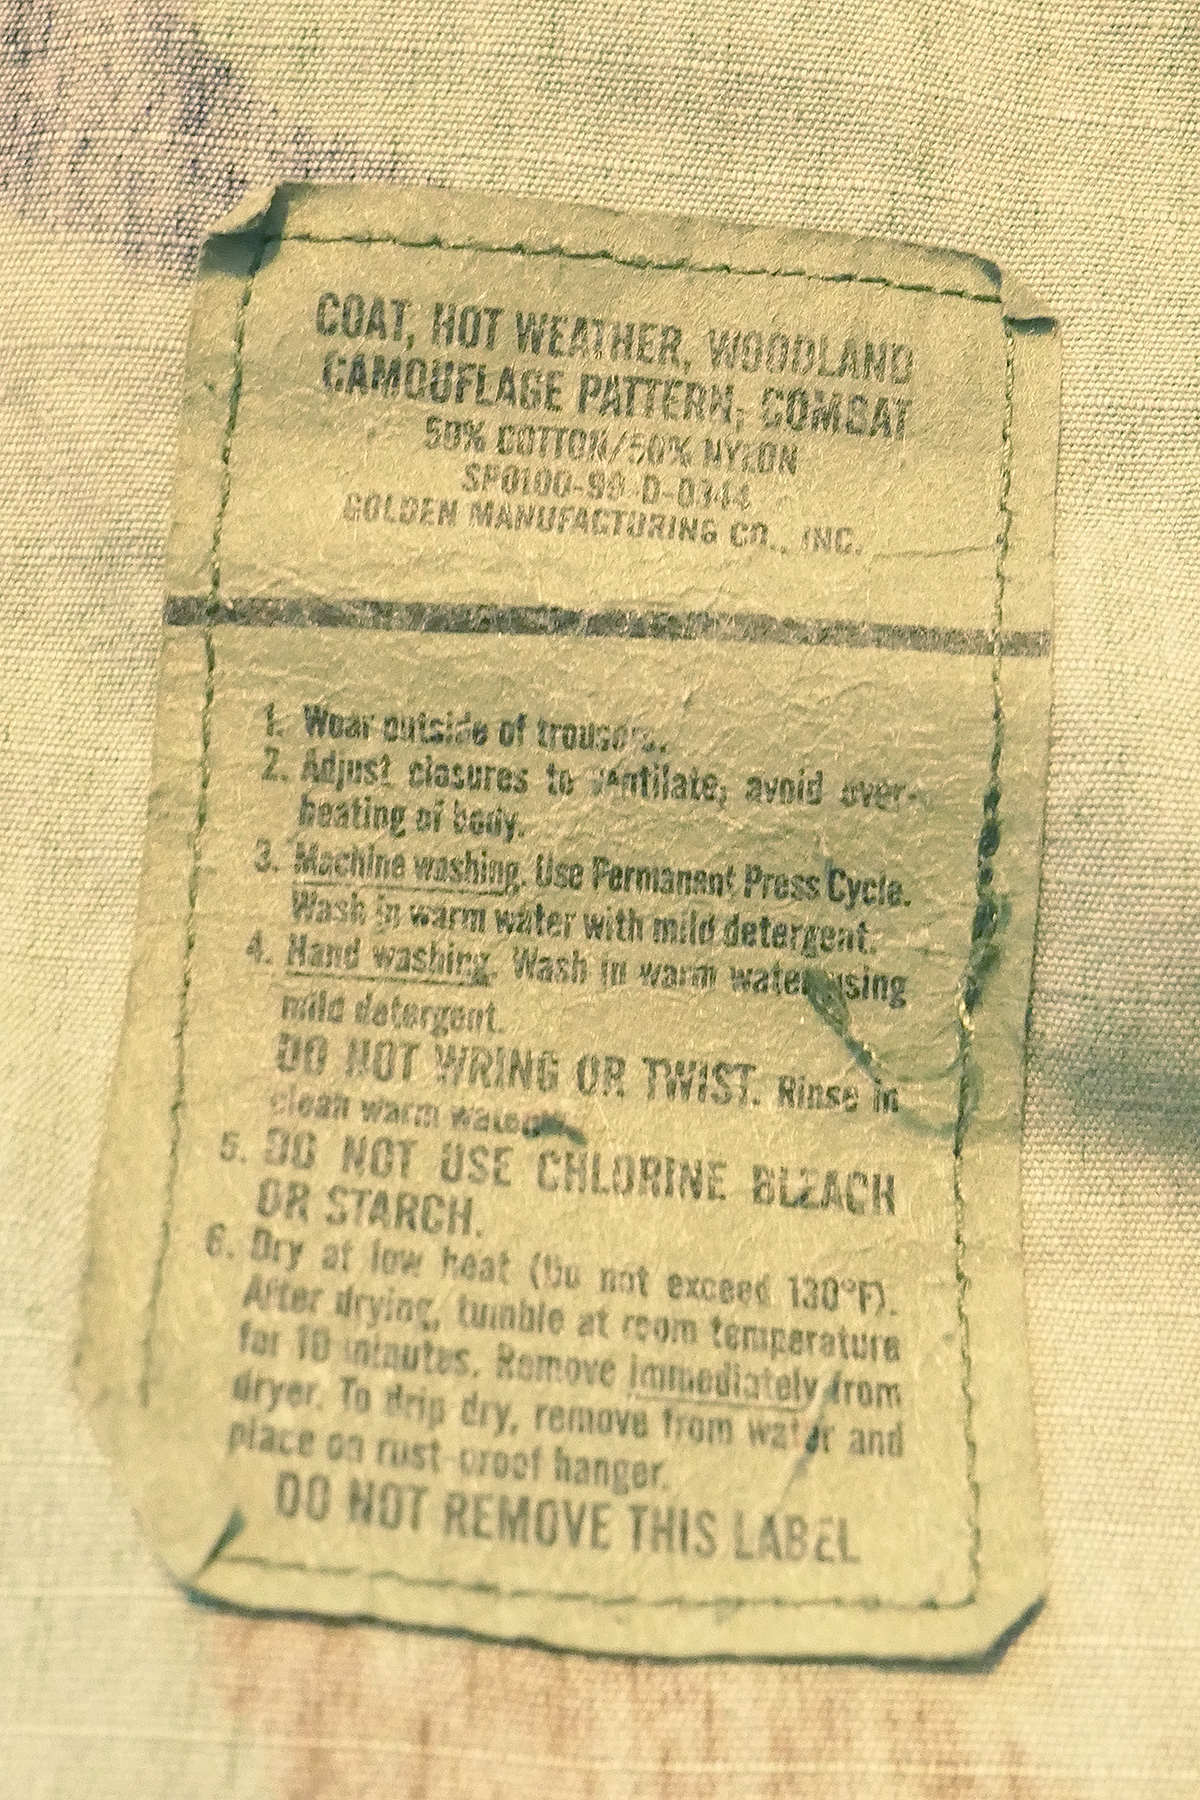 COAT, HOT WEATHER, WOODLAND
CAMOUFLAGE PATTERN; COMBAT
50% COTTON/50% NYLON
SP0100-99-D-0344
GOLDEN MANUFACTURING CO., INC.
1. Wear outside of trousers.
2. Adjust closures to ventilate; avoid over-
heating of body.
3. Machine washing. Use Permanent Press Cycle.
Wash in warm water with mild detergent.
4. Hand washing. Wash in warm water using
mild detergent.
DO NOT WRING OR TWIST. Rinse in
clean warm water.
5. DO NOT USE CHLORINE BLEACH
OR STARCH.
6. Dry at low heat (Do not exceed 130°F).
After drying, tumble at room temperature
for 10 minutes. Remove immediately from
dryer. To drip dry, remove from water and
place on rust-proof hanger.
DO NOT REMOVE THIS LABEL